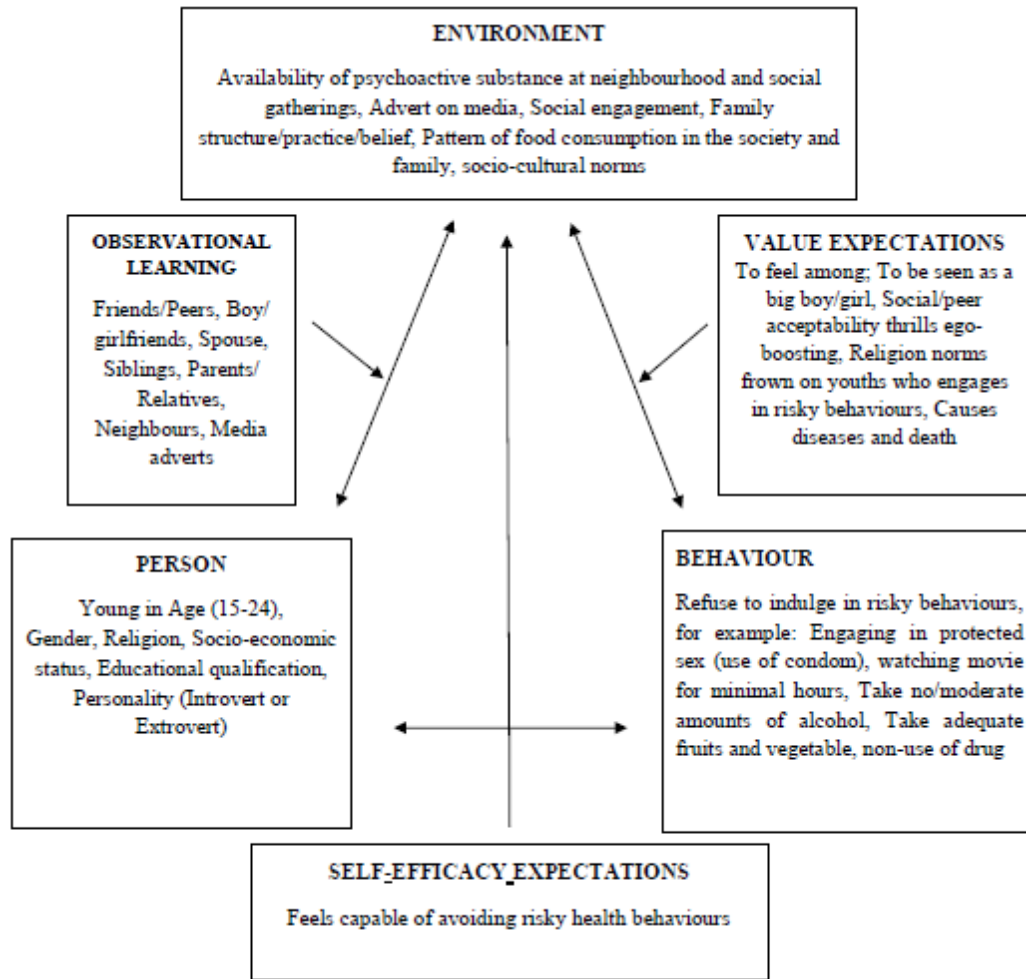 ENVIRONMENT
Availability of psychoactive substance at neighbourhood and social
gatherings, Advert on media, Social engagement, Family
structure/practice/belief, Pattern of food consumption in the society and
family, socio-cultural norms
OBSERVATIONAL
LEARNING
Friends/Peers, Boy/
girlfriends, Spouse,
Siblings, Parents/
Relatives,
Neighbours, Media
adverts
VALUE EXPECTATIONS
To feel among; To be seen as a
big boy/girl, Social/peer
acceptability thrills ego-
boosting, Religion norms
frown on youths who engages
in risky behaviours, Causes
diseases and death
PERSON
Young in Age (15-24),
Gender, Religion, Socio-economic
status, Educational qualification,
Personality (Introvert or
Extrovert)
BEHAVIOUR
Refuse to indulge in risky behaviours,
for example: Engaging in protected
sex (use of condom), watching movie
for minimal hours, Take no/moderate
amounts of alcohol, Take adequate
fruits and vegetable, non-use of drug
SELF-EFFICACY EXPECTATIONS
Feels capable of avoiding risky health behaviours